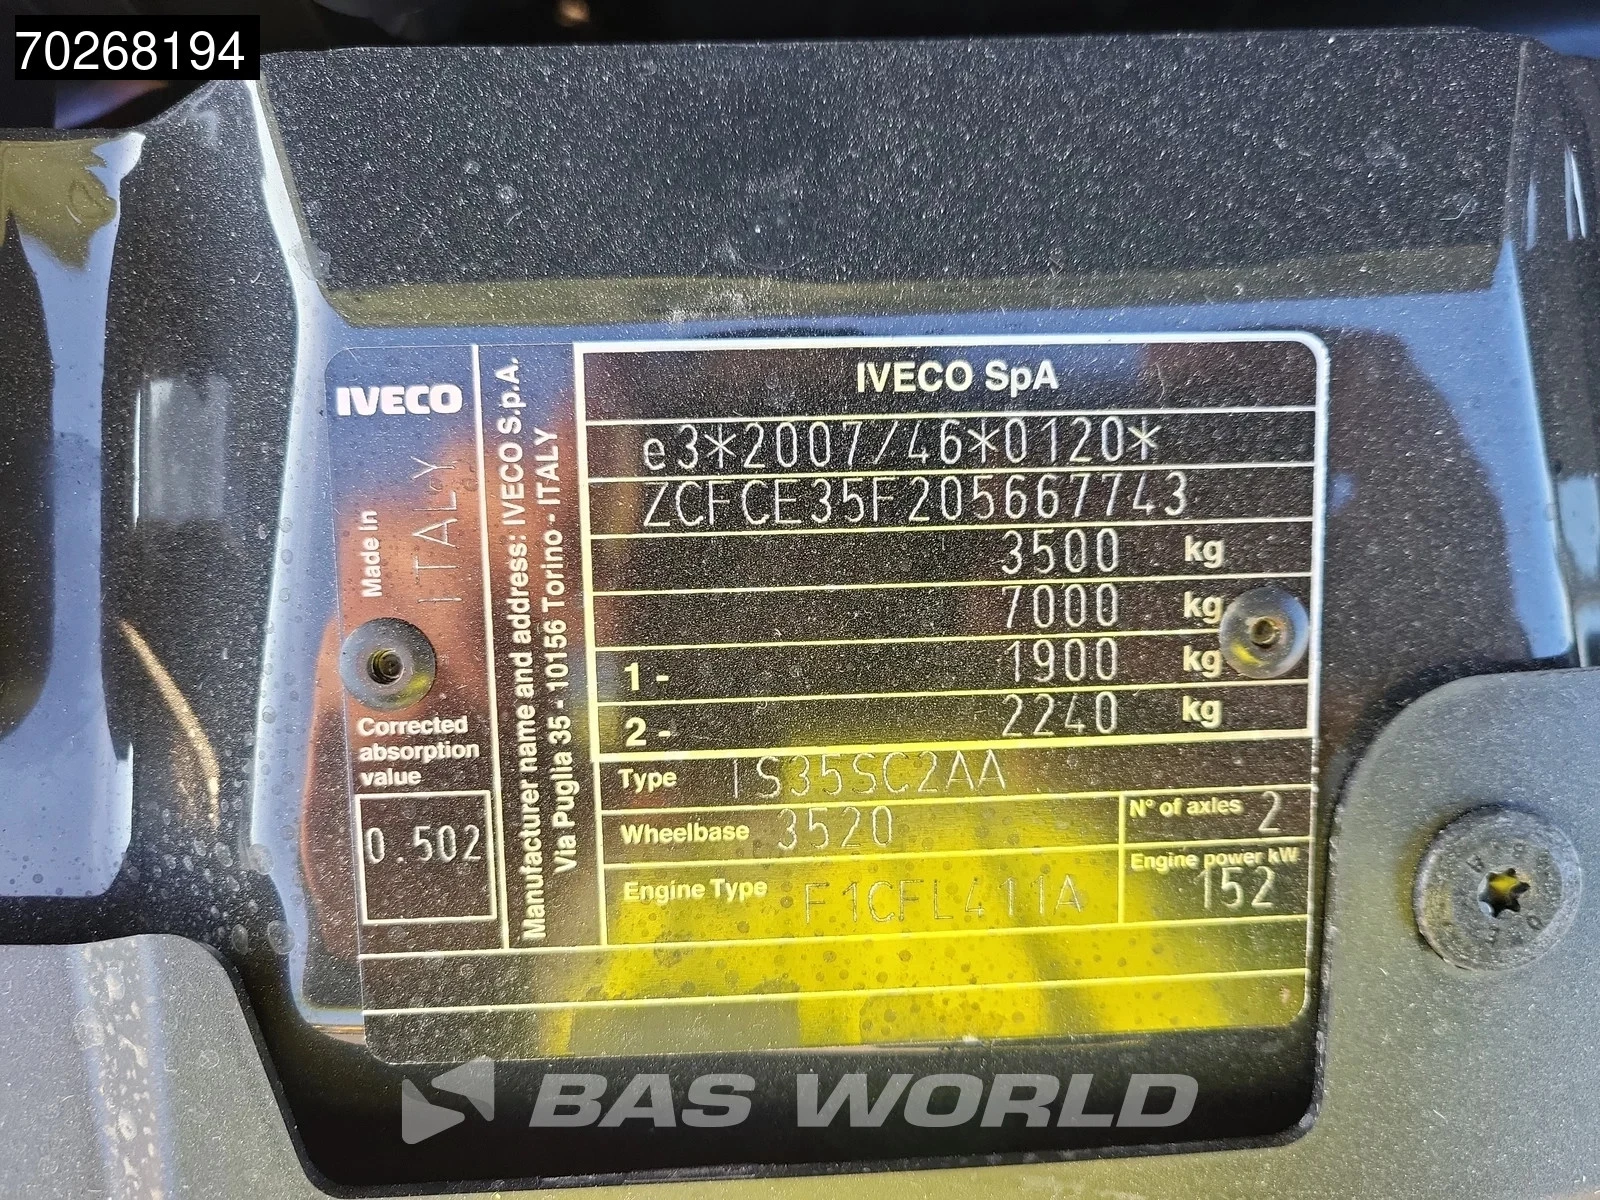 70268194
IVECO
Made In ITALY
Corrected
absorption
value
0.502
Manufacturer name and address: IVECO S.p.A.
Via Puglia 35 - 10156 Torino - ITALY
IVECO SpA
e3*2007/46*0120*
ZCFCE35F205667743
3500 kg
7000 kg
1 - 1900 kg
2 - 2240 kg
Type IS35SC2AA
Wheelbase 3520
N° of axles 2
Engine Type F1CFL411A
Engine power kW 152
BAS WORLD